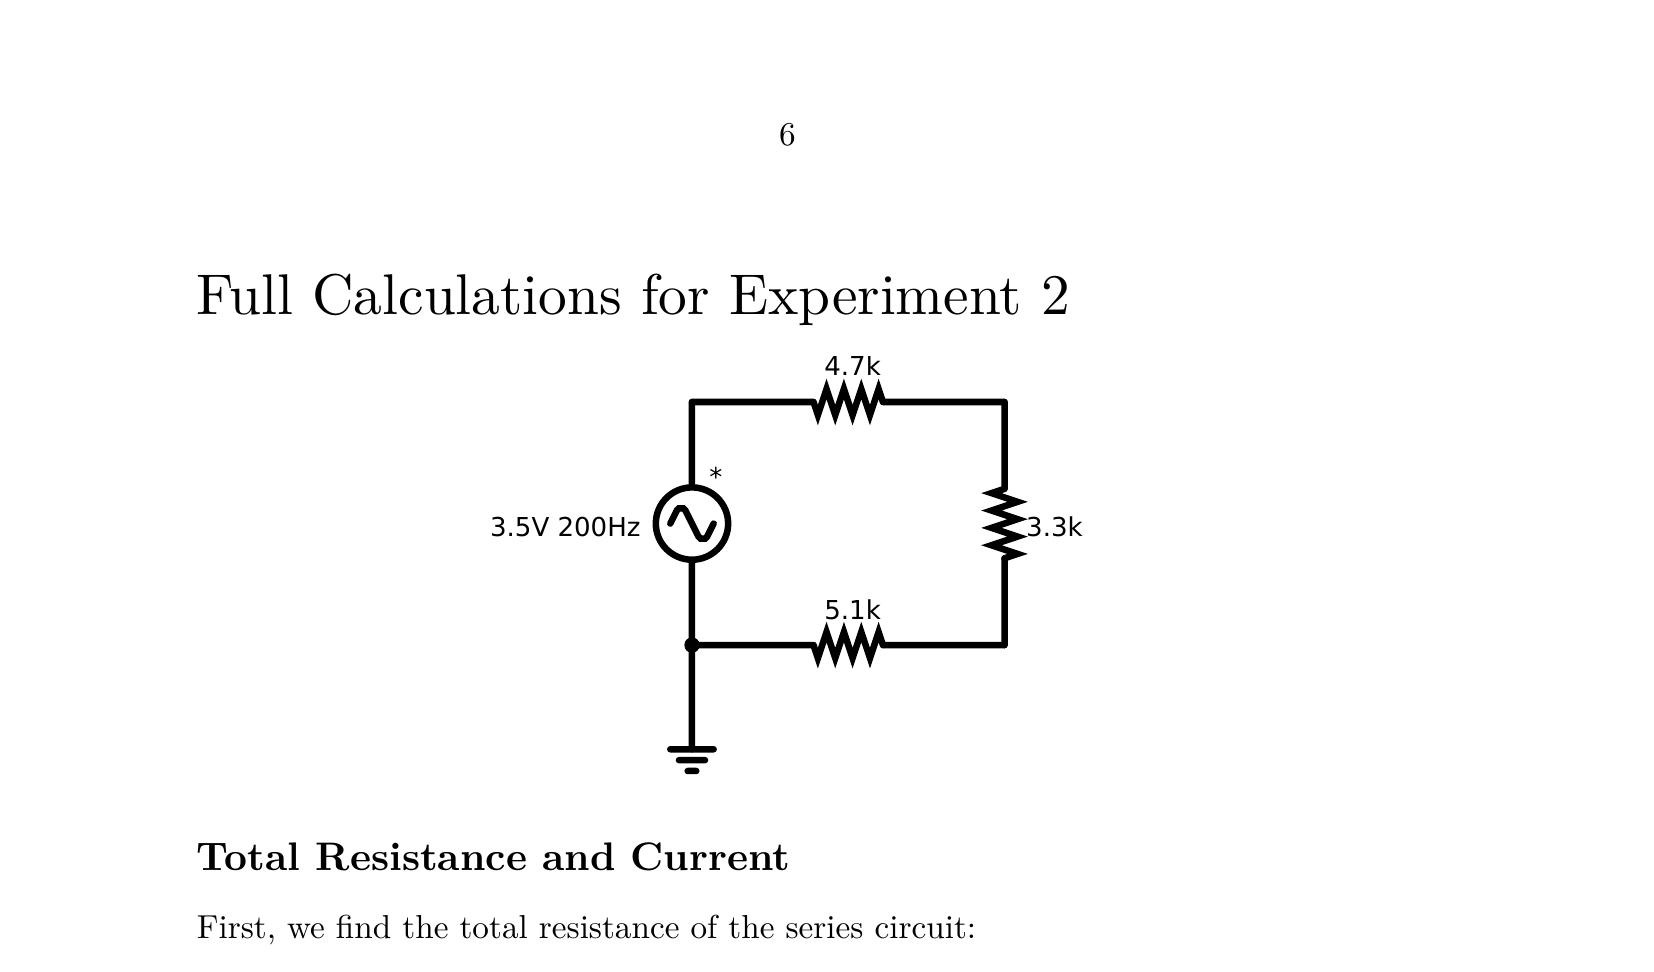 6
Full Calculations for Experiment 2
4.7k
*
3.5V 200Hz
3.3k
5.1k
Total Resistance and Current
First, we find the total resistance of the series circuit: